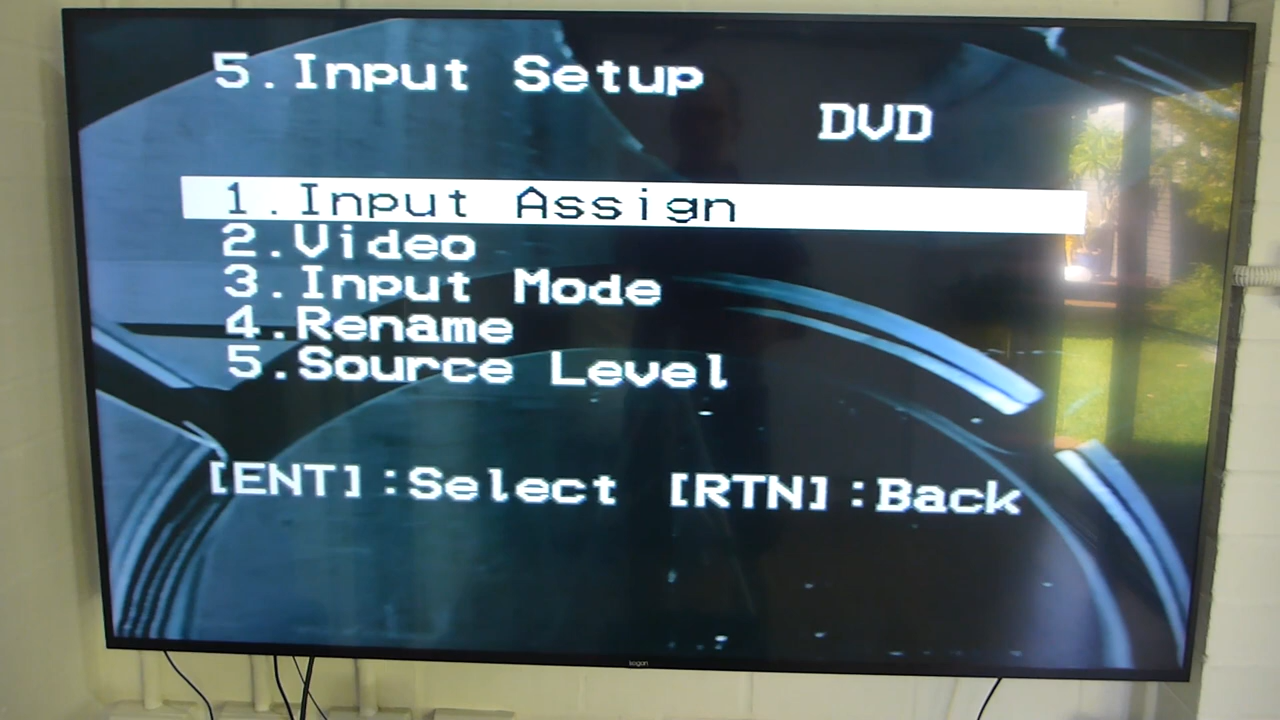 5.Input Setup
DVD
1.Input Assign
2.Video
3.Input Mode
4.Rename
5.Source Level
[ENT]:Select [RTN]:Back
kogan